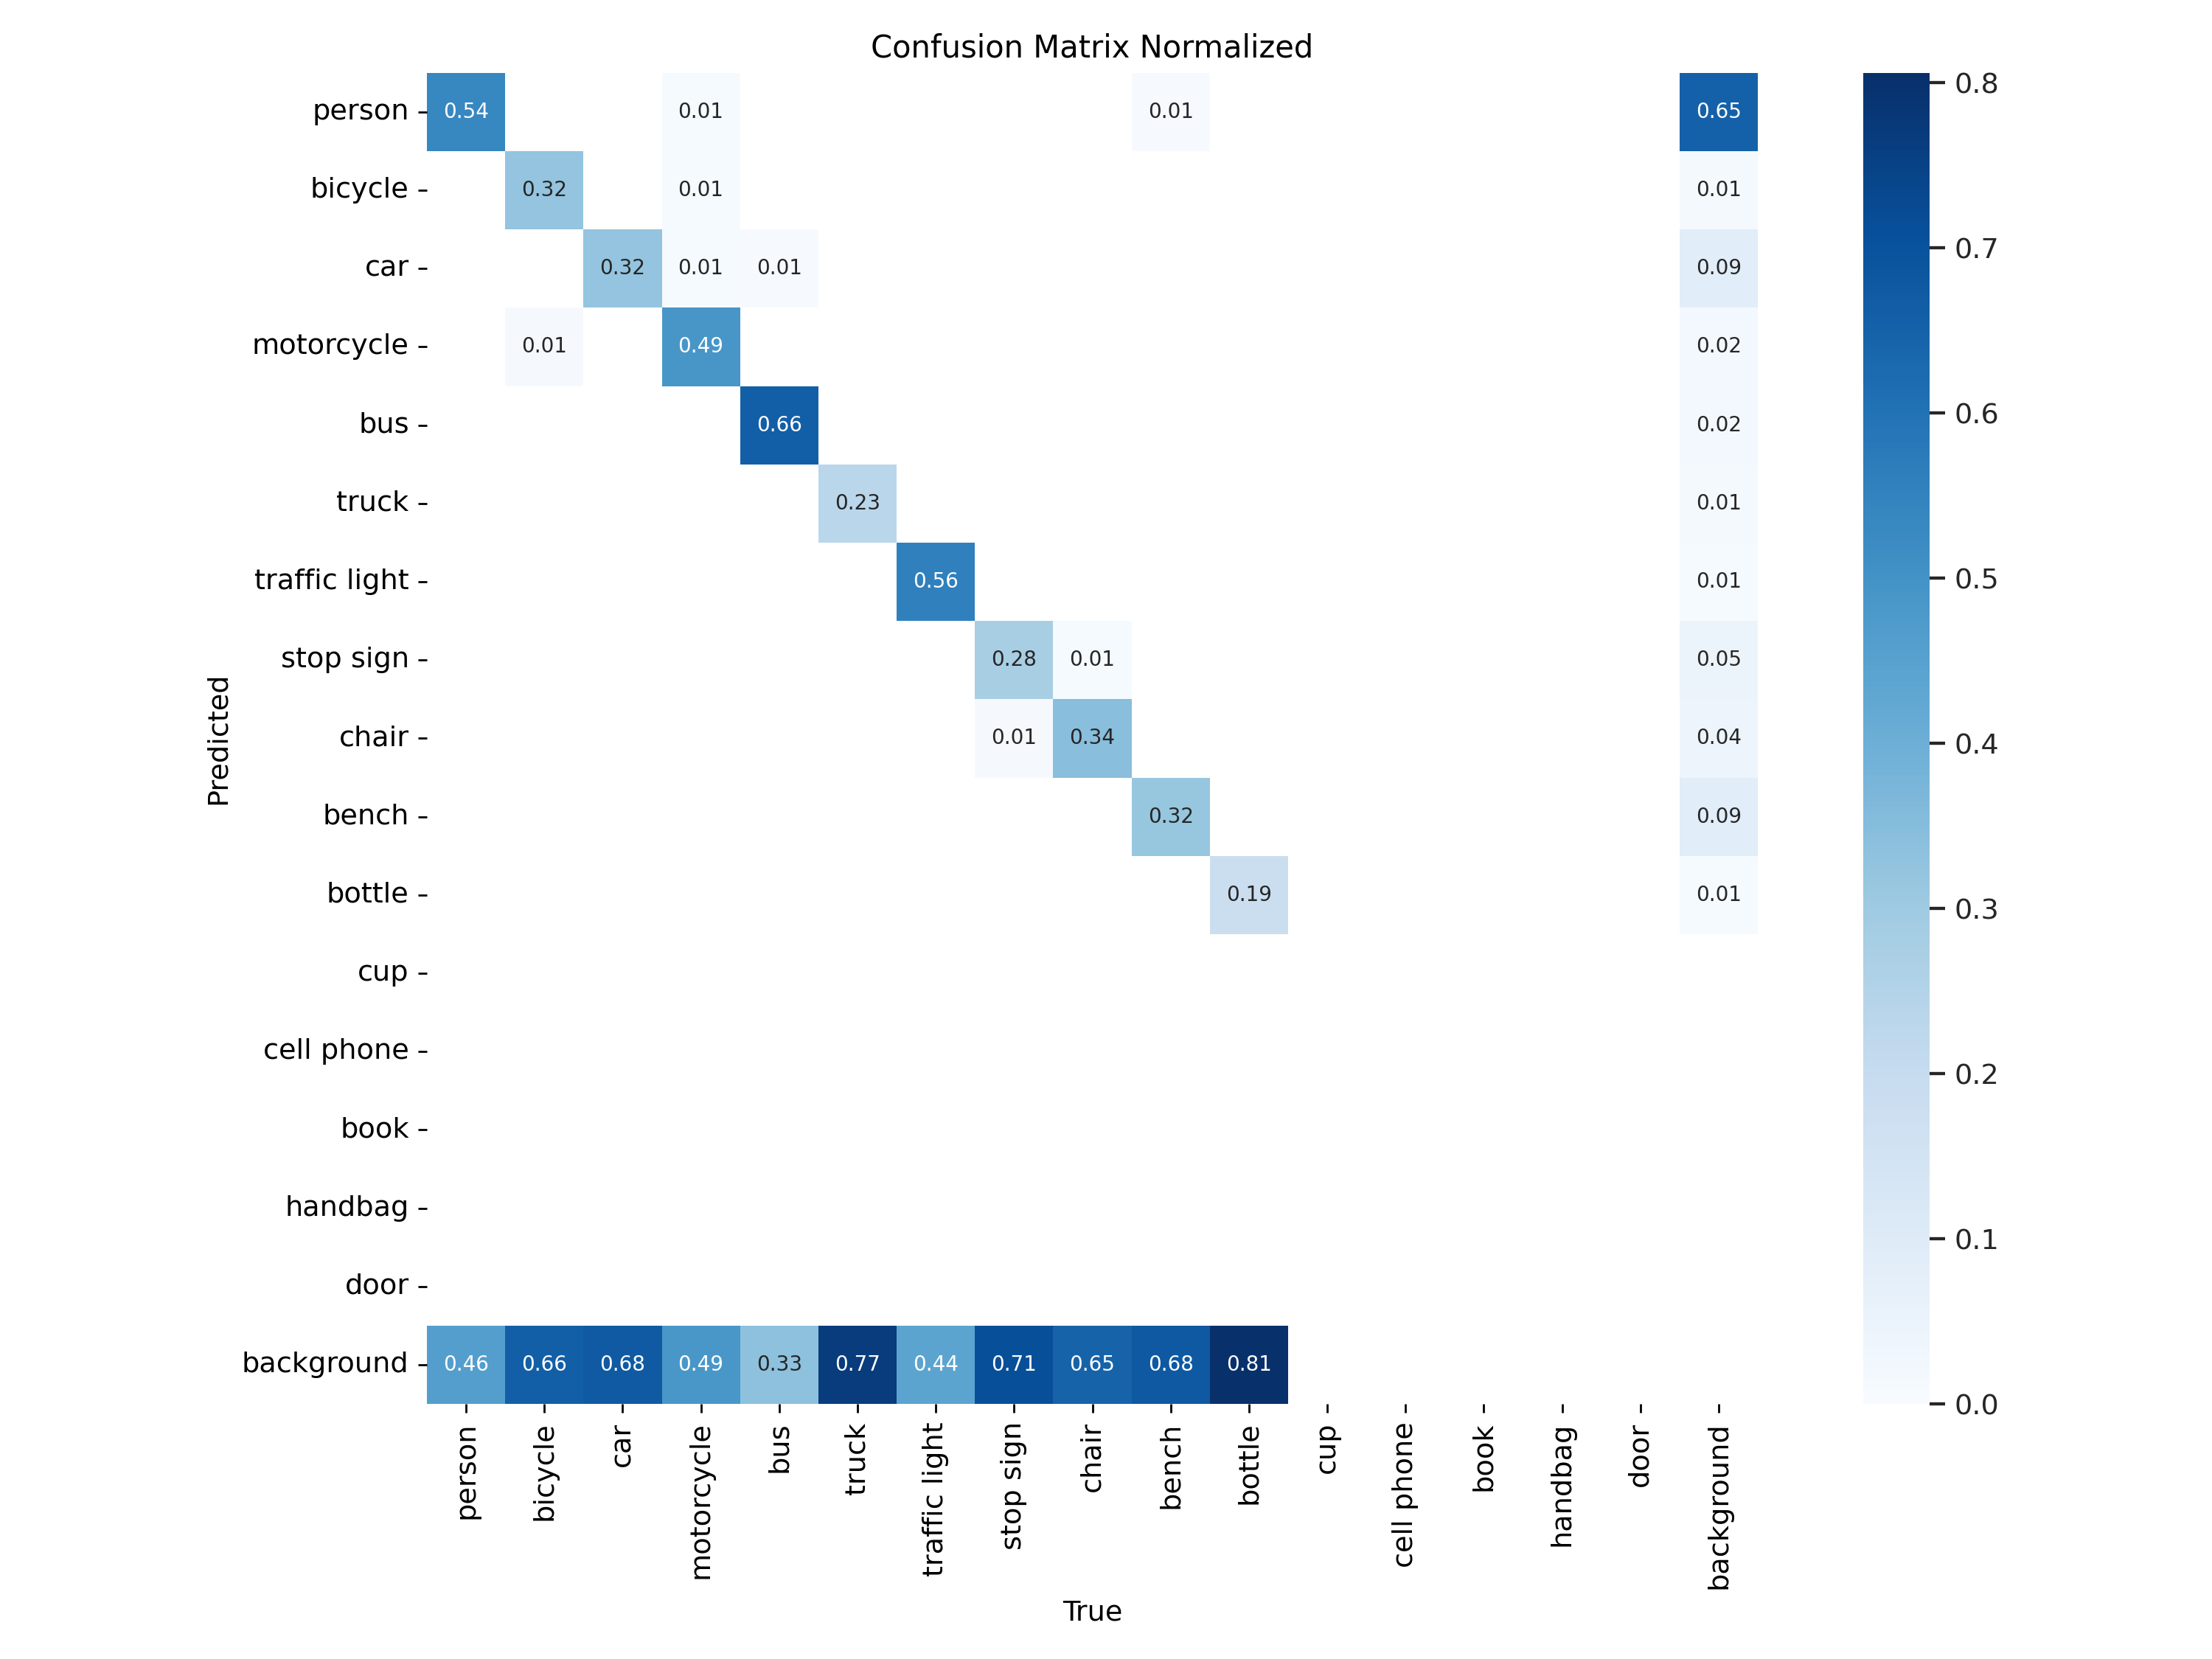 Confusion Matrix Normalized
person 0.54 0.01 0.01 0.65
bicycle 0.32 0.01 0.01
car 0.32 0.01 0.01 0.09
motorcycle 0.01 0.49 0.02
bus 0.66 0.02
truck 0.23 0.01
traffic light 0.56 0.01
stop sign 0.28 0.01 0.05
chair 0.01 0.34 0.04
bench 0.32 0.09
bottle 0.19 0.01
cup
cell phone
book
handbag
door
background 0.46 0.66 0.68 0.49 0.33 0.77 0.44 0.71 0.65 0.68 0.81
Predicted
person bicycle car motorcycle bus truck traffic light stop sign chair bench bottle cup cell phone book handbag door background
True
0.8
0.7
0.6
0.5
0.4
0.3
0.2
0.1
0.0